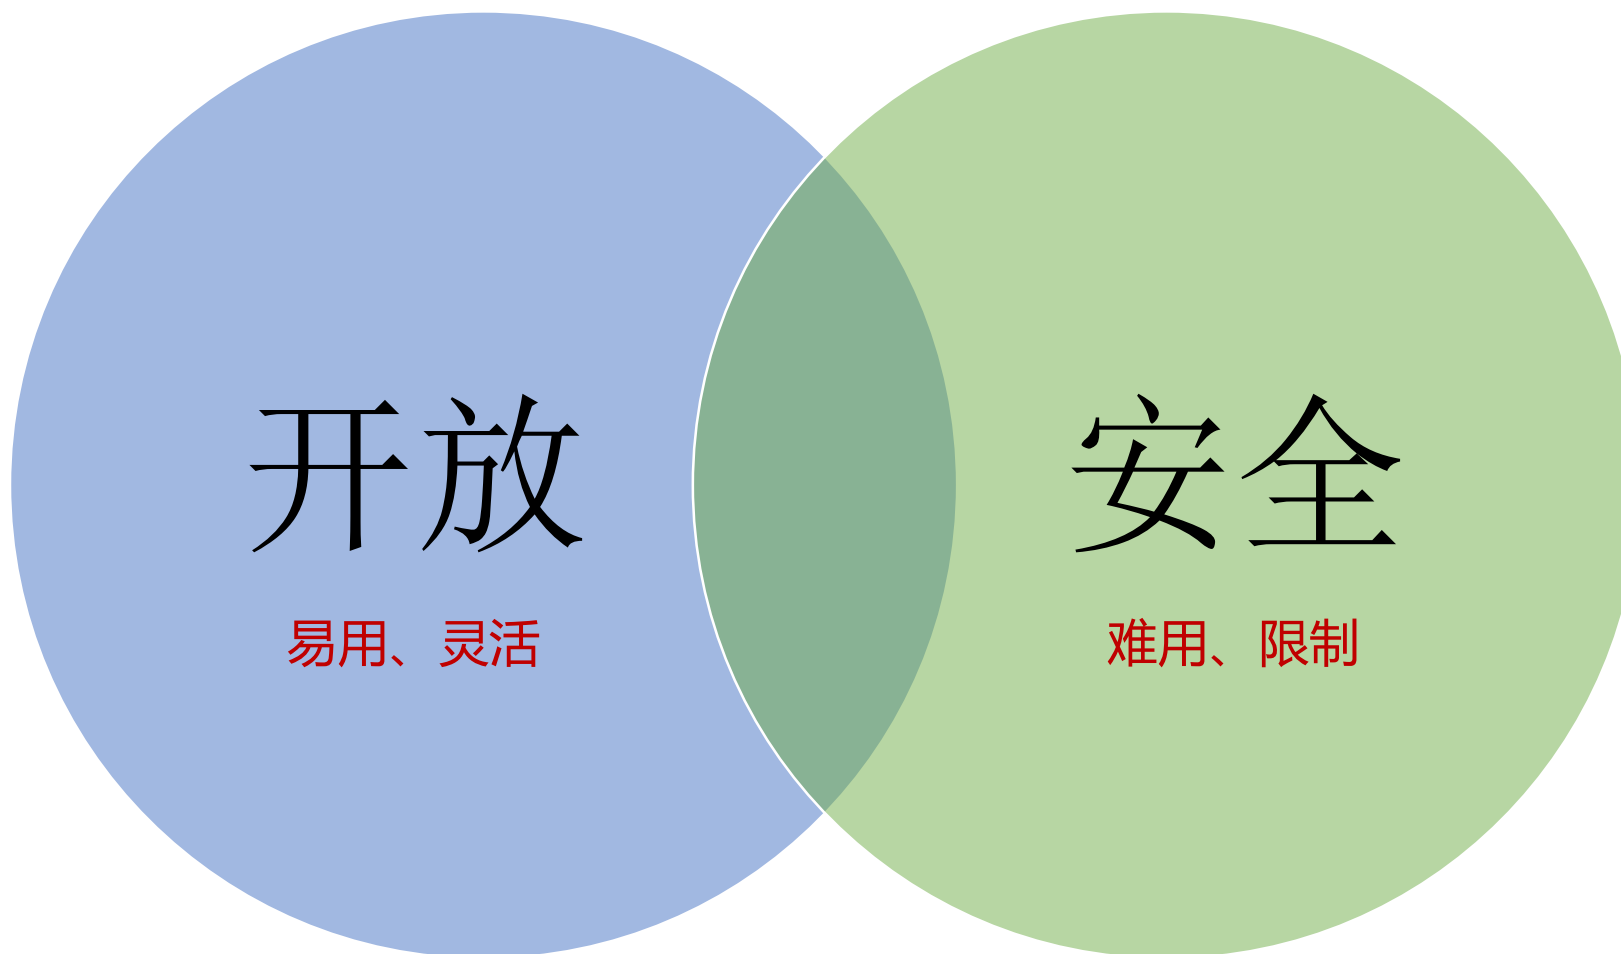 开放
易用、灵活
安全
难用、限制